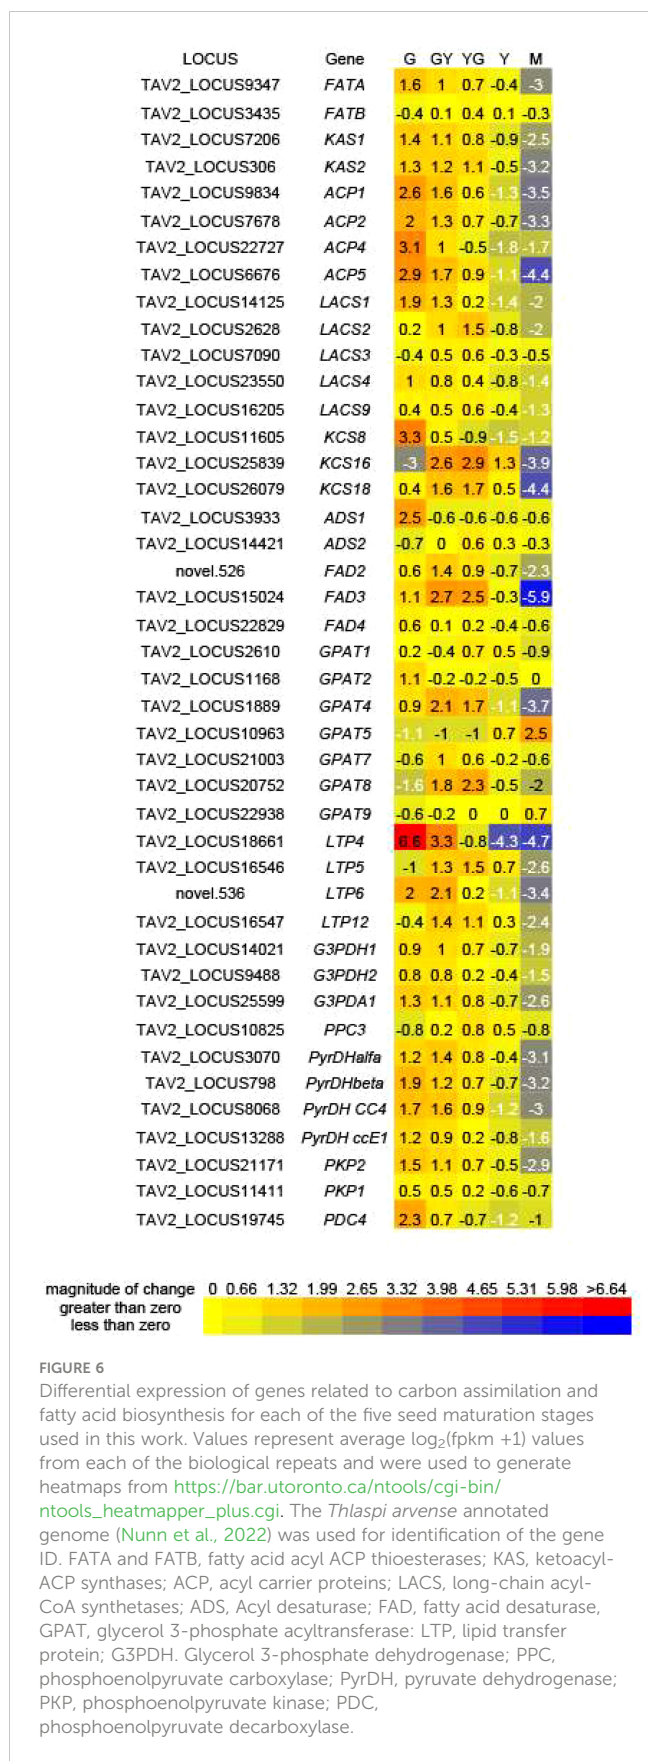 LOCUS Gene G GY YG Y M
TAV2_LOCUS9347 FATA 1.6 1 0.7 -0.4 -3
TAV2_LOCUS3435 FATB -0.4 0.1 0.4 0.1 -0.3
TAV2_LOCUS7206 KAS1 1.4 1.1 0.8 -0.9 -2.5
TAV2_LOCUS306 KAS2 1.3 1.2 1.1 -0.5 -3.2
TAV2_LOCUS9834 ACP1 2.6 1.6 0.6 -1.3 -3.5
TAV2_LOCUS7678 ACP2 2 1.3 0.7 -0.7 -3.3
TAV2_LOCUS22727 ACP4 3.1 1 -0.5 -1.8 -1.7
TAV2_LOCUS6676 ACP5 2.9 1.7 0.9 -1.1 -4.4
TAV2_LOCUS14125 LACS1 1.9 1.3 0.2 -1.4 -2
TAV2_LOCUS2628 LACS2 0.2 1 1.5 -0.8 -2
TAV2_LOCUS7090 LACS3 -0.4 0.5 0.6 -0.3 -0.5
TAV2_LOCUS23550 LACS4 1 0.8 0.4 -0.8 -1.4
TAV2_LOCUS16205 LACS9 0.4 0.5 0.6 -0.4 -1.3
TAV2_LOCUS11605 KCS8 3.3 0.5 -0.9 -1.5 -1.2
TAV2_LOCUS25839 KCS16 -3 2.6 2.9 1.3 -3.9
TAV2_LOCUS26079 KCS18 0.4 1.6 1.7 0.5 -4.4
TAV2_LOCUS3933 ADS1 2.5 -0.6 -0.6 -0.6 -0.6
TAV2_LOCUS14421 ADS2 -0.7 0 0.6 0.3 -0.3
novel.526 FAD2 0.6 1.4 0.9 -0.7 -2.3
TAV2_LOCUS15024 FAD3 1.1 2.7 2.5 -0.3 -5.9
TAV2_LOCUS22829 FAD4 0.6 0.1 0.2 -0.4 -0.6
TAV2_LOCUS2610 GPAT1 0.2 -0.4 0.7 0.5 -0.9
TAV2_LOCUS1168 GPAT2 1.1 -0.2 -0.2 -0.5 0
TAV2_LOCUS1889 GPAT4 0.9 2.1 1.7 -1.1 -3.7
TAV2_LOCUS10963 GPAT5 -1.1 -1 -1 0.7 2.5
TAV2_LOCUS21003 GPAT7 -0.6 1 0.6 -0.2 -0.6
TAV2_LOCUS20752 GPAT8 -1.6 1.8 2.3 -0.5 -2
TAV2_LOCUS22938 GPAT9 -0.6 -0.2 0 0 0.7
TAV2_LOCUS18661 LTP4 6.6 3.3 -0.8 -4.3 -4.7
TAV2_LOCUS16546 LTP5 -1 1.3 1.5 0.7 -2.6
novel.536 LTP6 2 2.1 0.2 -1.1 -3.4
TAV2_LOCUS16547 LTP12 -0.4 1.4 1.1 0.3 -2.4
TAV2_LOCUS14021 G3PDH1 0.9 1 0.7 -0.7 -1.9
TAV2_LOCUS9488 G3PDH2 0.8 0.8 0.2 -0.4 -1.5
TAV2_LOCUS25599 G3PDA1 1.3 1.1 0.8 -0.7 -2.6
TAV2_LOCUS10825 PPC3 -0.8 0.2 0.8 0.5 -0.8
TAV2_LOCUS3070 PyrDHalfa 1.2 1.4 0.8 -0.4 -3.1
TAV2_LOCUS798 PyrDHbeta 1.9 1.2 0.7 -0.7 -3.2
TAV2_LOCUS8068 PyrDH CC4 1.7 1.6 0.9 -1.2 -3
TAV2_LOCUS13288 PyrDH ccE1 1.2 0.9 0.2 -0.8 -1.6
TAV2_LOCUS21171 PKP2 1.5 1.1 0.7 -0.5 -2.9
TAV2_LOCUS11411 PKP1 0.5 0.5 0.2 -0.6 -0.7
TAV2_LOCUS19745 PDC4 2.3 0.7 -0.7 -1.2 -1
magnitude of change 0 0.66 1.32 1.99 2.65 3.32 3.98 4.65 5.31 5.98 >6.64
greater than zero
less than zero
FIGURE 6
Differential expression of genes related to carbon assimilation and
fatty acid biosynthesis for each of the five seed maturation stages
used in this work. Values represent average log₂(fpkm +1) values
from each of the biological repeats and were used to generate
heatmaps from https://bar.utoronto.ca/ntools/cgi-bin/
ntools_heatmapper_plus.cgi. The Thlaspi arvense annotated
genome (Nunn et al., 2022) was used for identification of the gene
ID. FATA and FATB, fatty acid acyl ACP thioesterases; KAS, ketoacyl-
ACP synthases; ACP, acyl carrier proteins; LACS, long-chain acyl-
CoA synthetases; ADS, Acyl desaturase; FAD, fatty acid desaturase,
GPAT, glycerol 3-phosphate acyltransferase: LTP, lipid transfer
protein; G3PDH. Glycerol 3-phosphate dehydrogenase; PPC,
phosphoenolpyruvate carboxylase; PyrDH, pyruvate dehydrogenase;
PKP, phosphoenolpyruvate kinase; PDC,
phosphoenolpyruvate decarboxylase.